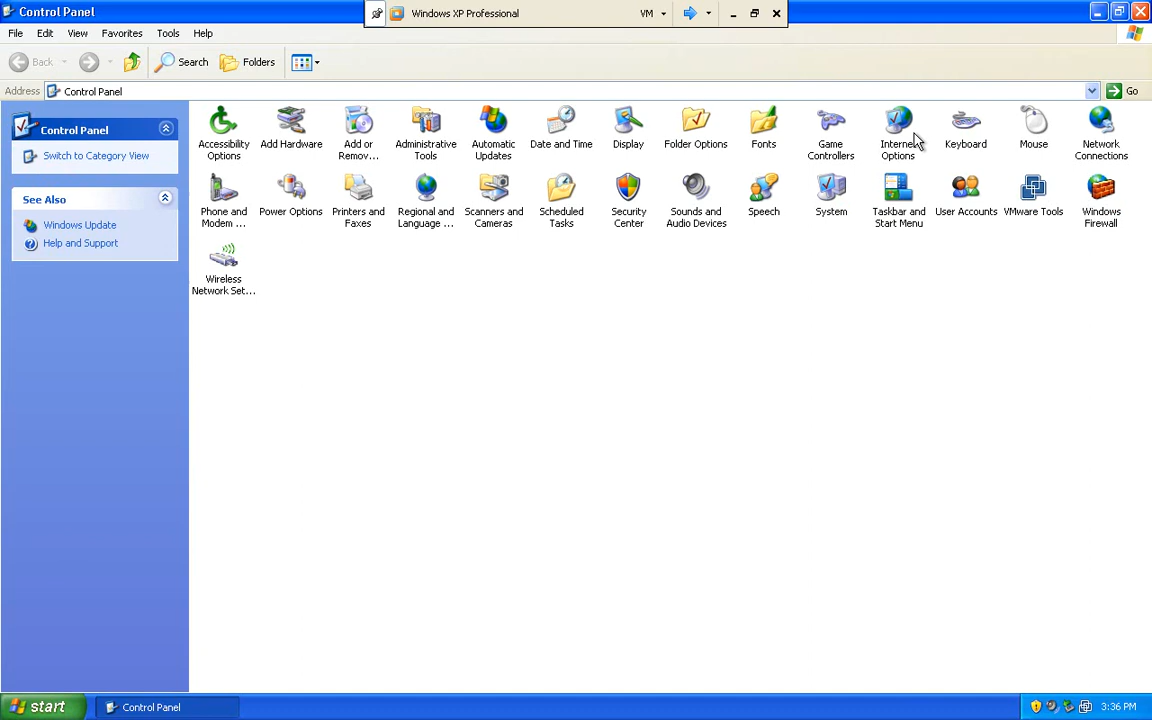 Control Panel
Windows XP Professional
VM
File Edit View Favorites Tools Help
Back Search Folders
Address Control Panel Go
Control Panel
Switch to Category View
See Also
Windows Update
Help and Support
Accessibility Options
Add Hardware
Add or Remov...
Administrative Tools
Automatic Updates
Date and Time
Display
Folder Options
Fonts
Game Controllers
Internet Options
Keyboard
Mouse
Network Connections
Phone and Modem ...
Power Options
Printers and Faxes
Regional and Language ...
Scanners and Cameras
Scheduled Tasks
Security Center
Sounds and Audio Devices
Speech
System
Taskbar and Start Menu
User Accounts
VMware Tools
Windows Firewall
Wireless Network Set...
start
Control Panel
3:36 PM